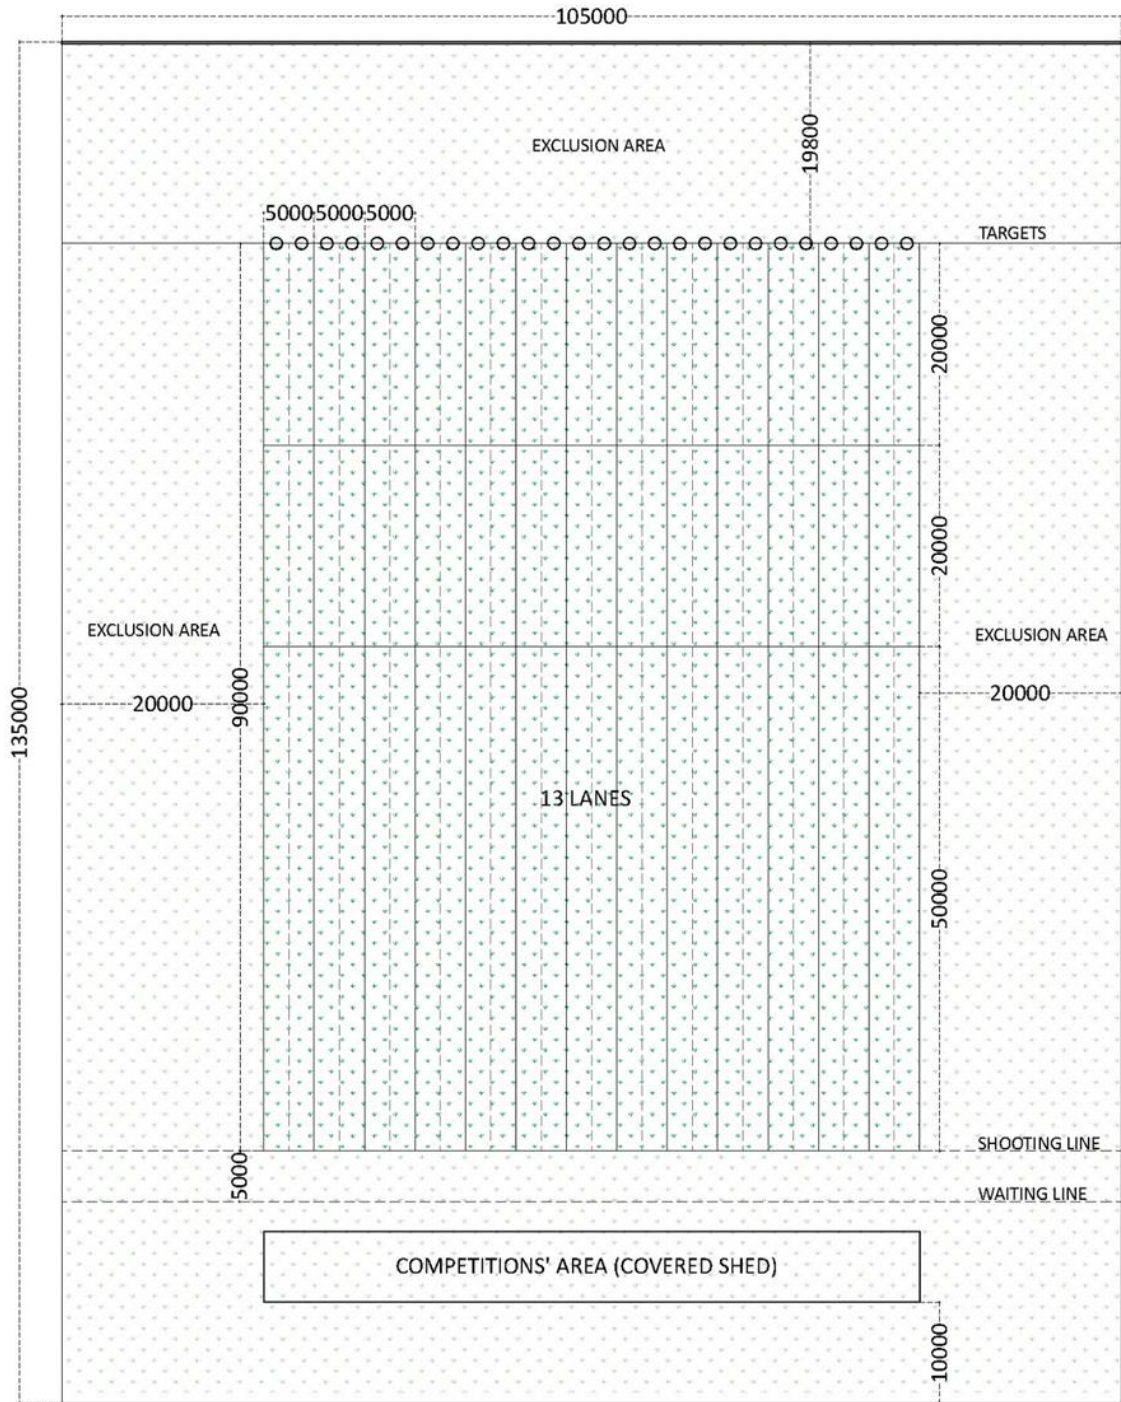 105000
EXCLUSION AREA
19800
5000 5000 5000
TARGETS
20000
20000
EXCLUSION AREA
EXCLUSION AREA
135000
20000
90000
20000
13 LANES
50000
SHOOTING LINE
5000
WAITING LINE
COMPETITIONS' AREA (COVERED SHED)
10000